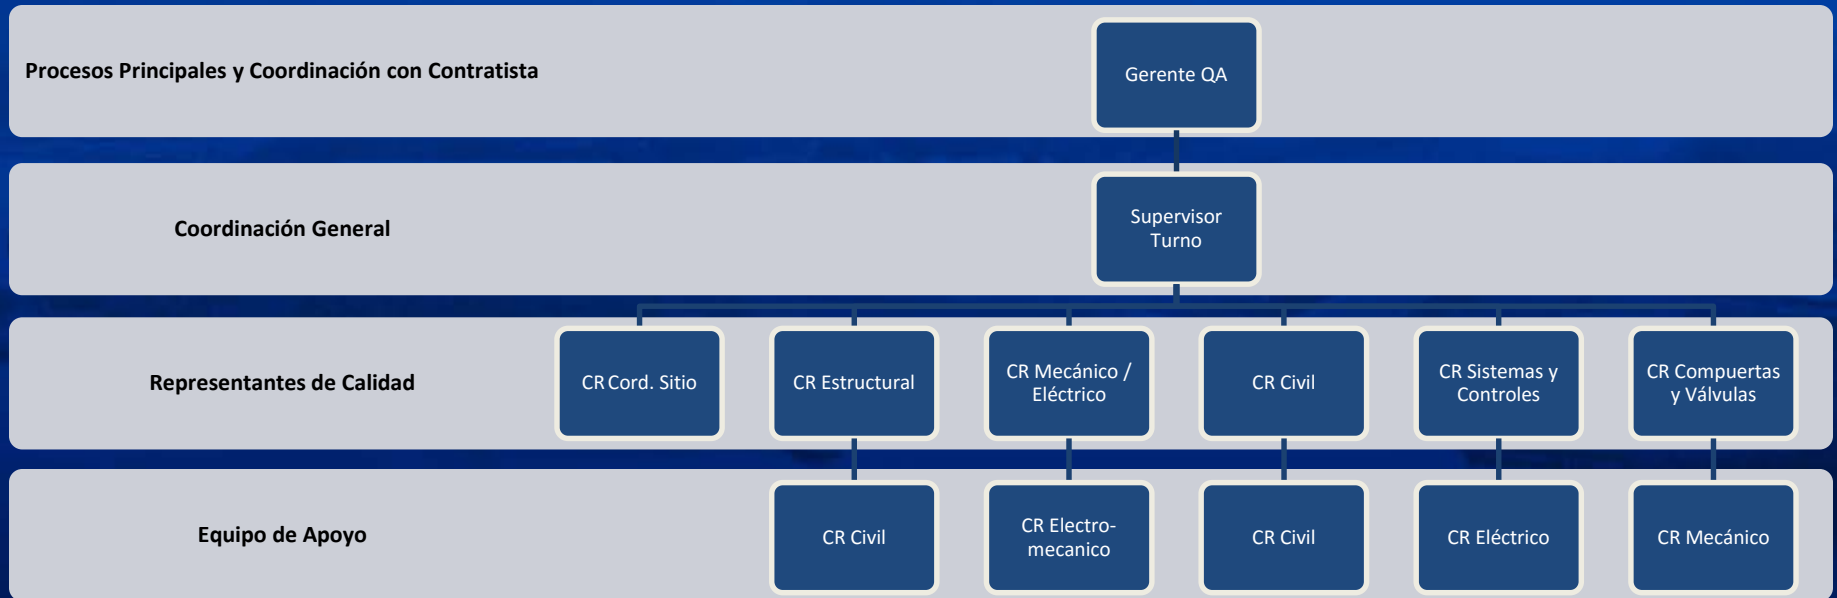 Procesos Principales y Coordinación con Contratista
Gerente QA
Coordinación General
Supervisor
Turno
Representantes de Calidad
CR Cord. Sitio
CR Estructural
CR Mecánico /
Eléctrico
CR Civil
CR Sistemas y
Controles
CR Compuertas
y Válvulas
Equipo de Apoyo
CR Civil
CR Electro-
mecanico
CR Civil
CR Eléctrico
CR Mecánico